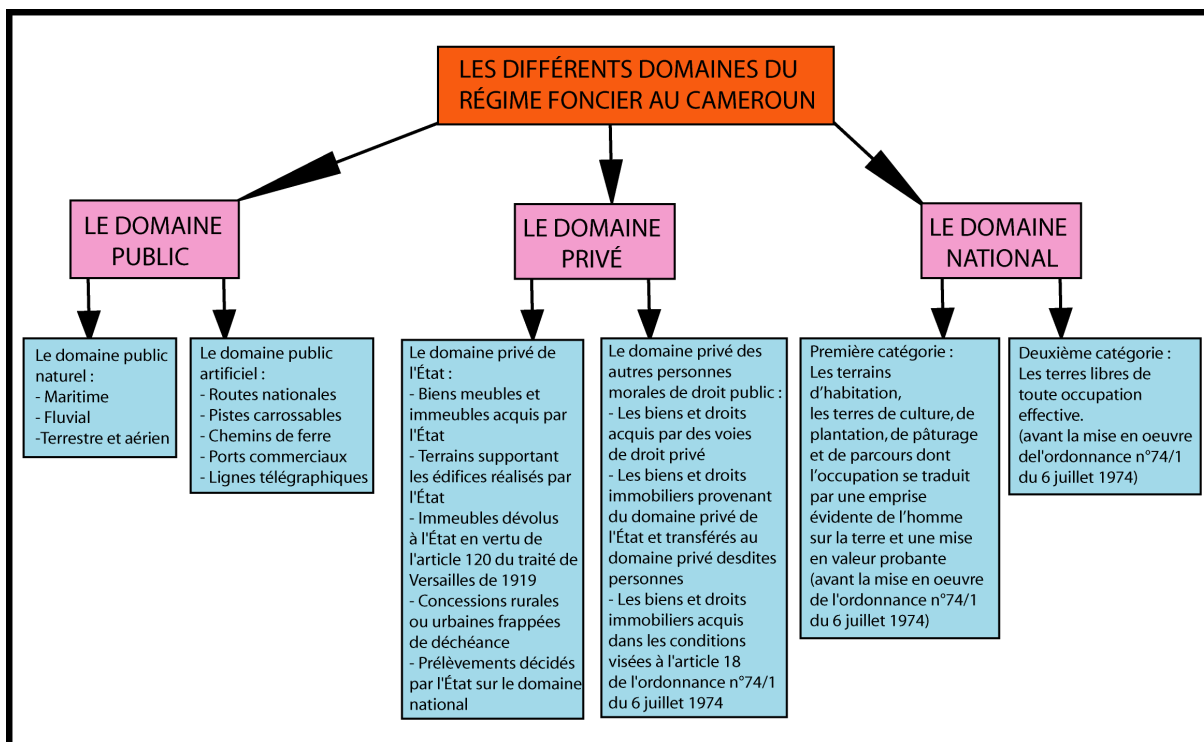 LES DIFFÉRENTS DOMAINES DU
RÉGIME FONCIER AU CAMEROUN
LE DOMAINE
PUBLIC
LE DOMAINE
PRIVÉ
LE DOMAINE
NATIONAL
Le domaine public
naturel :
- Maritime
- Fluvial
-Terrestre et aérien
Le domaine public
artificiel :
- Routes nationales
- Pistes carrossables
- Chemins de ferre
- Ports commerciaux
- Lignes télégraphiques
Le domaine privé de
l'État :
- Biens meubles et
immeubles acquis par
l'État
- Terrains supportant
les édifices réalisés par
l'État
- Immeubles dévolus
à l'État en vertu de
l'article 120 du traité de
Versailles de 1919
- Concessions rurales
ou urbaines frappées
de déchéance
- Prélèvements décidés
par l'État sur le domaine
national
Le domaine privé des
autres personnes
morales de droit public :
- Les biens et droits
acquis par des voies
de droit privé
- Les biens et droits
immobiliers provenant
du domaine privé de
l'État et transférés au
domaine privé desdites
personnes
- Les biens et droits
immobiliers acquis
dans les conditions
visées à l'article 18
de l'ordonnance n°74/1
du 6 juillet 1974
Première catégorie :
Les terrains
d’habitation,
les terres de culture, de
plantation, de pâturage
et de parcours dont
l’occupation se traduit
par une emprise
évidente de l’homme
sur la terre et une mise
en valeur probante
(avant la mise en oeuvre
de l'ordonnance n°74/1
du 6 juillet 1974)
Deuxième catégorie :
Les terres libres de
toute occupation
effective.
(avant la mise en oeuvre
del'ordonnance n°74/1
du 6 juillet 1974)